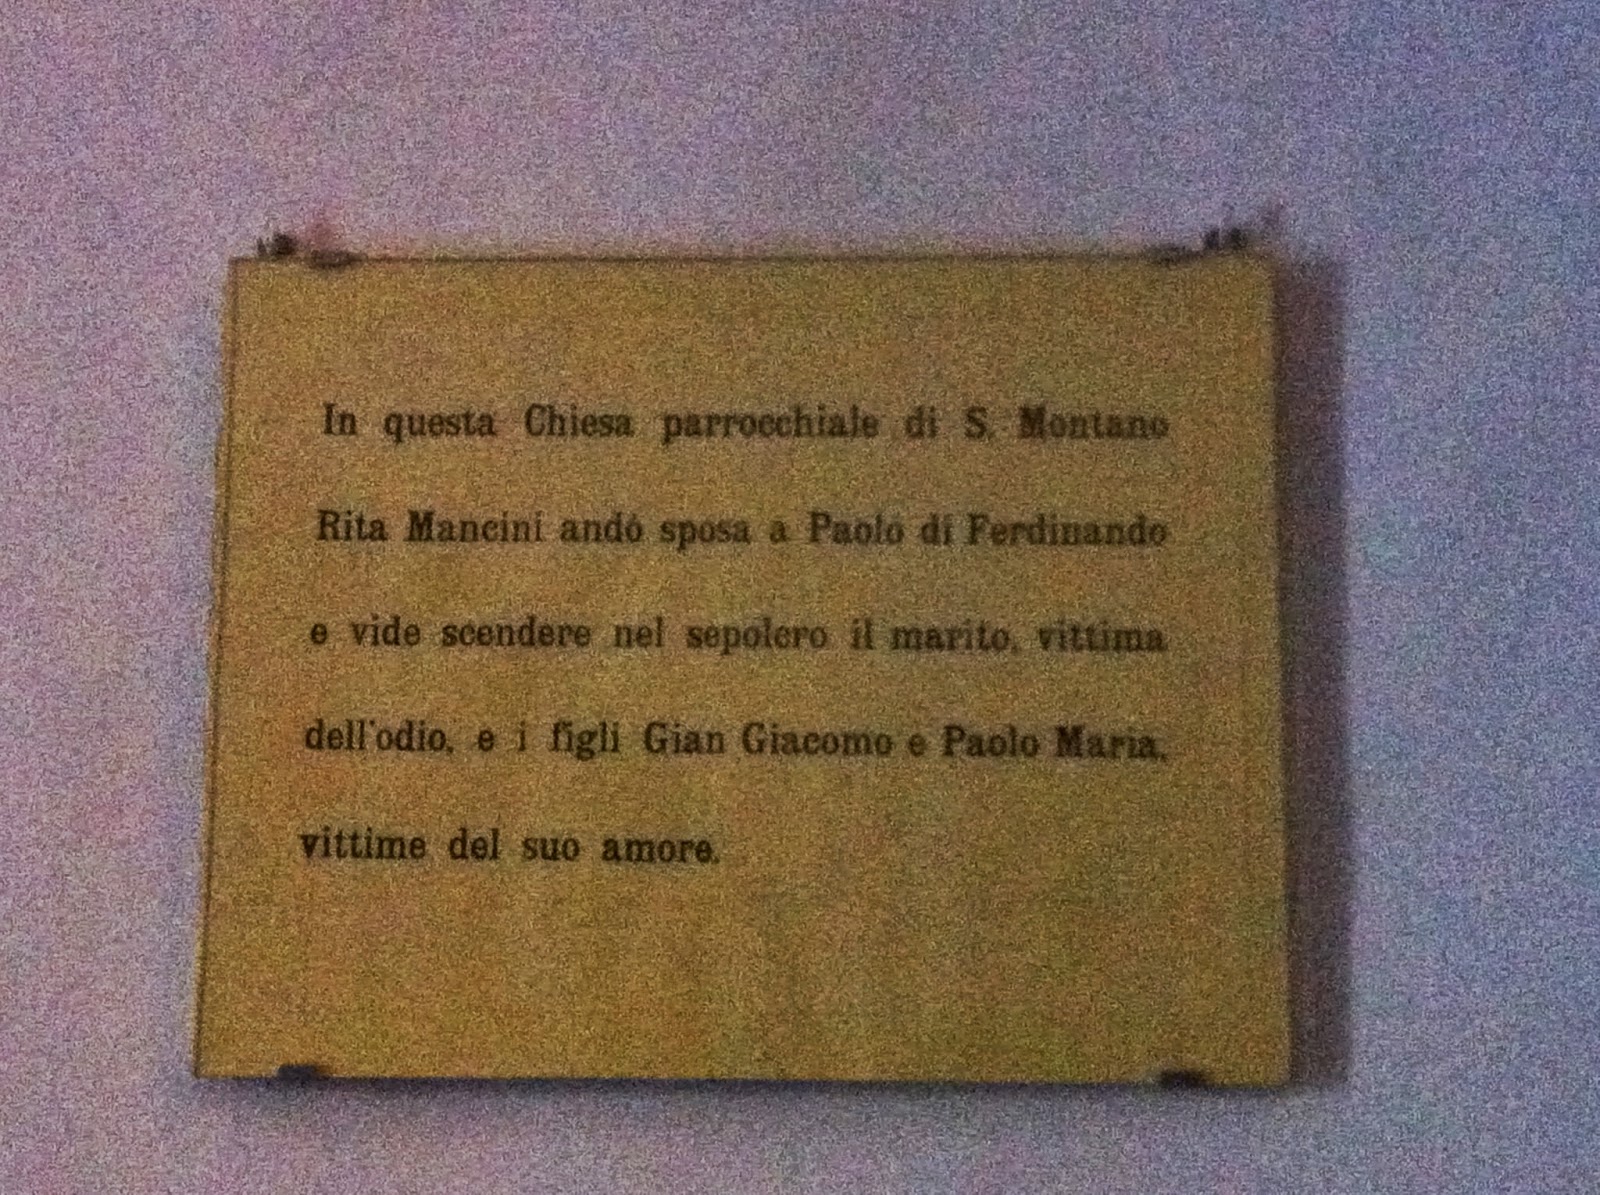 In questa Chiesa parrocchiale di S. Montano
Rita Mancini andò sposa a Paolo di Ferdinando
e vide scendere nel sepolcro il marito, vittima
dell'odio, e i figli Gian Giacomo e Paolo Maria,
vittime del suo amore.